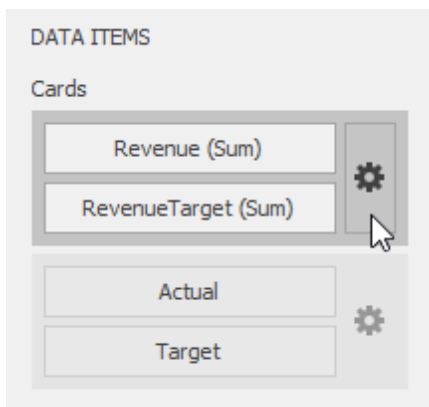 DATA ITEMS
Cards
Revenue (Sum)
RevenueTarget (Sum)
Actual
Target